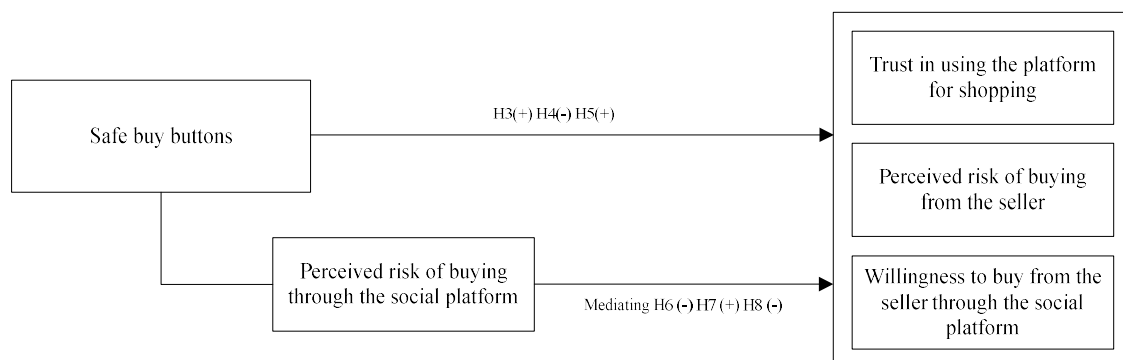 Safe buy buttons
H3(+) H4(-) H5(+)
Trust in using the platform
for shopping
Perceived risk of buying
from the seller
Perceived risk of buying
through the social platform
Mediating H6 (-) H7 (+) H8 (-)
Willingness to buy from the
seller through the social
platform